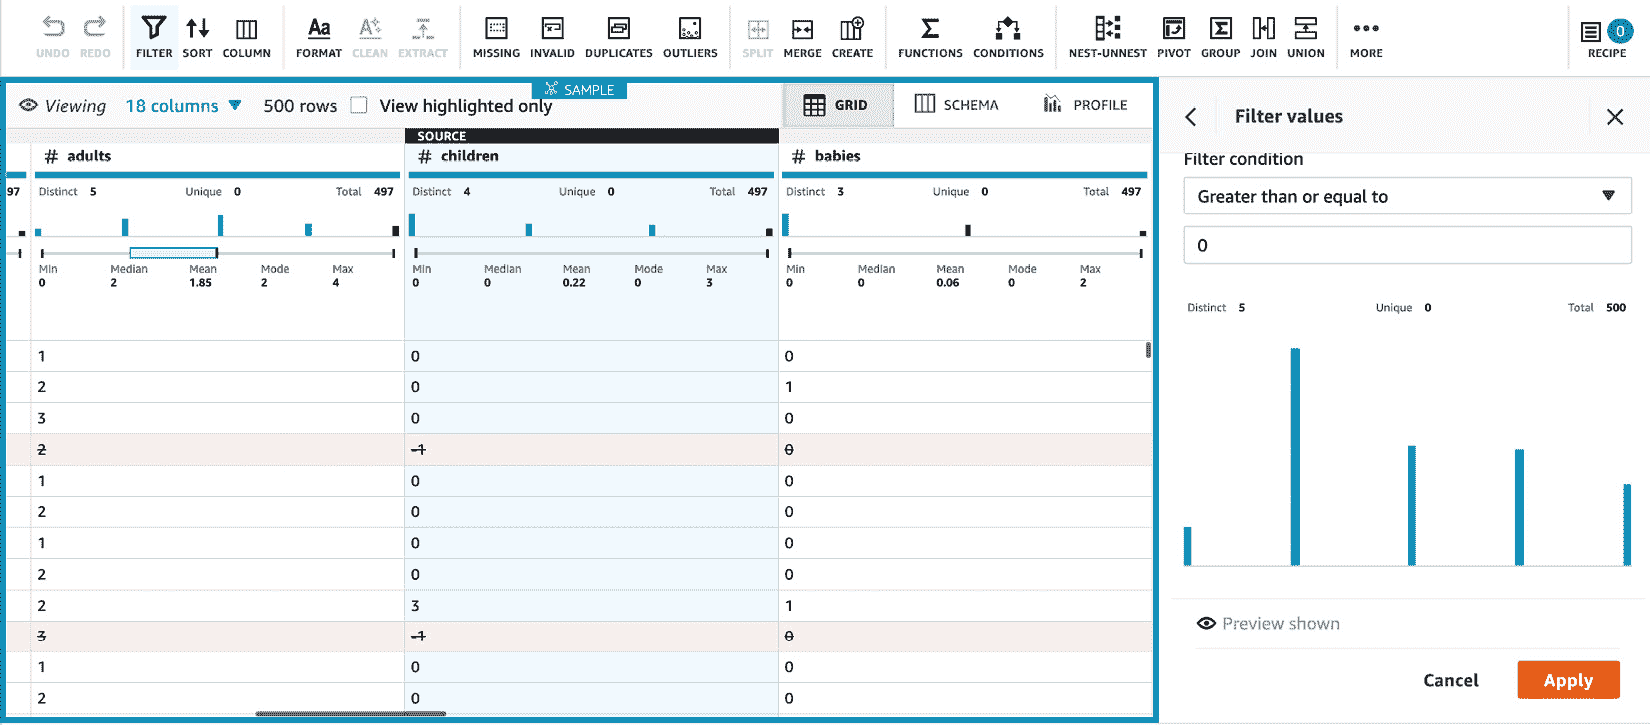 UNDO REDO FILTER SORT COLUMN FORMAT CLEAN EXTRACT MISSING INVALID DUPLICATES OUTLIERS SPLIT MERGE CREATE FUNCTIONS CONDITIONS NEST-UNNEST PIVOT GROUP JOIN UNION MORE 0 RECIPE
SAMPLE
Viewing 18 columns 500 rows View highlighted only GRID SCHEMA PROFILE
SOURCE
# adults # children # babies
97 Distinct 5 Unique 0 Total 497 Distinct 4 Unique 0 Total 497 Distinct 3 Unique 0 Total 497
Min Median Mean Mode Max Min Median Mean Mode Max Min Median Mean Mode Max
0 2 1.85 2 4 0 0 0.22 0 3 0 0 0.06 0 2
1 0 0
2 0 1
3 0 0
2 -1 0
1 0 0
2 0 0
1 0 0
2 0 0
2 3 1
3 -1 0
1 0 0
2 0 0
Filter values
Filter condition
Greater than or equal to
0
Distinct 5 Unique 0 Total 500
Preview shown
Cancel Apply